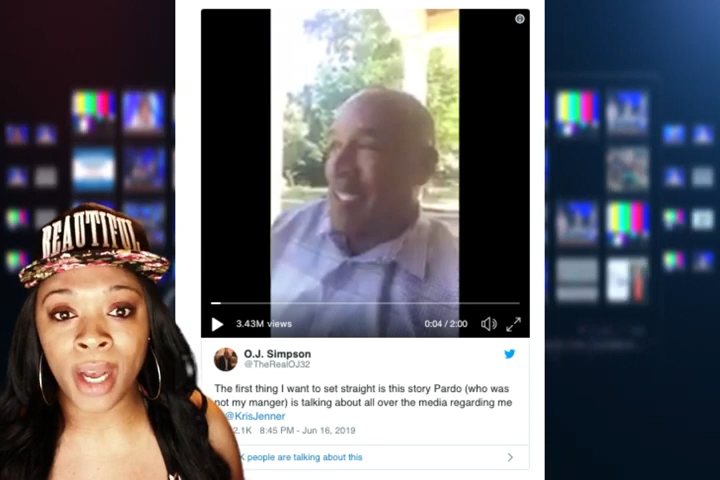 BEAUTIFUL
3.43M views
0:04 / 2:00
O.J. Simpson
@TheRealOJ32
The first thing I want to set straight is this story Pardo (who was
not my manger) is talking about all over the media regarding me
@KrisJenner
2.1K 8:45 PM - Jun 16, 2019
K people are talking about this